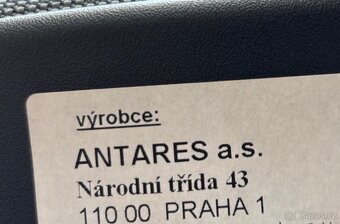 výrobce:
ANTARES a.s.
Národní třída 43
110 00 PRAHA 1